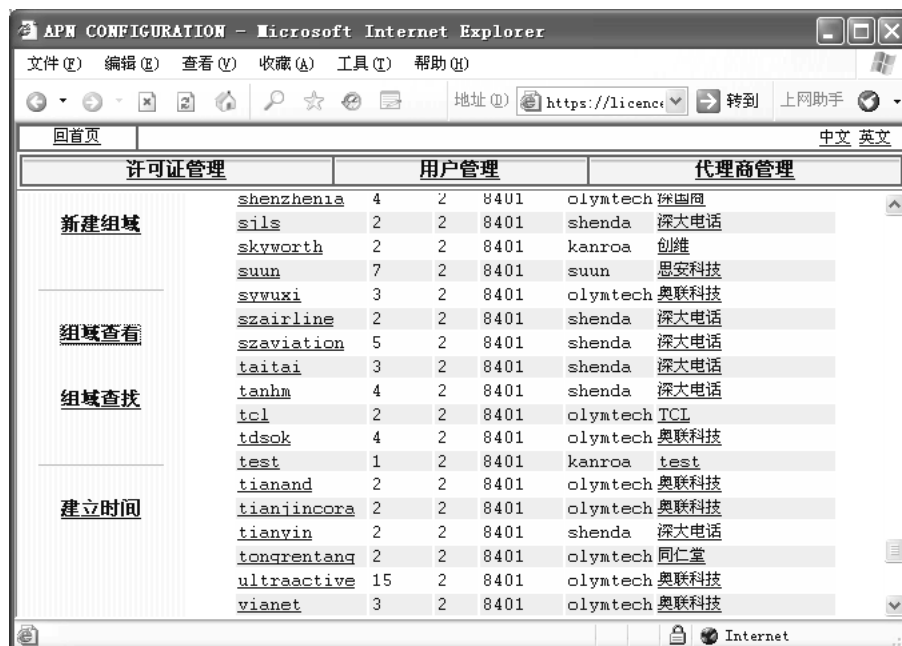 APN CONFIGURATION - Microsoft Internet Explorer
文件(F) 编辑(E) 查看(V) 收藏(A) 工具(T) 帮助(H)
地址(D) https://licence 转到 上网助手
回首页 中文 英文
许可证管理 用户管理 代理商管理
新建组域
组域查看
组域查找
建立时间
shenzhenia 4 2 8401 olymtech 深国商
sjls 2 2 8401 shenda 深大电话
skyworth 2 2 8401 kanroa 创维
suun 7 2 8401 suun 思安科技
sywuxi 3 2 8401 olymtech 奥联科技
szairline 2 2 8401 shenda 深大电话
szaviation 5 2 8401 shenda 深大电话
taitai 3 2 8401 shenda 深大电话
tanhm 4 2 8401 shenda 深大电话
tcl 2 2 8401 olymtech TCL
tdsok 4 2 8401 olymtech 奥联科技
test 1 2 8401 kanroa test
tianand 2 2 8401 olymtech 奥联科技
tianjincora 2 2 8401 olymtech 奥联科技
tianyin 2 2 8401 shenda 深大电话
tongrentang 2 2 8401 olymtech 同仁堂
ultraactive 15 2 8401 olymtech 奥联科技
vianet 3 2 8401 olymtech 奥联科技
Internet